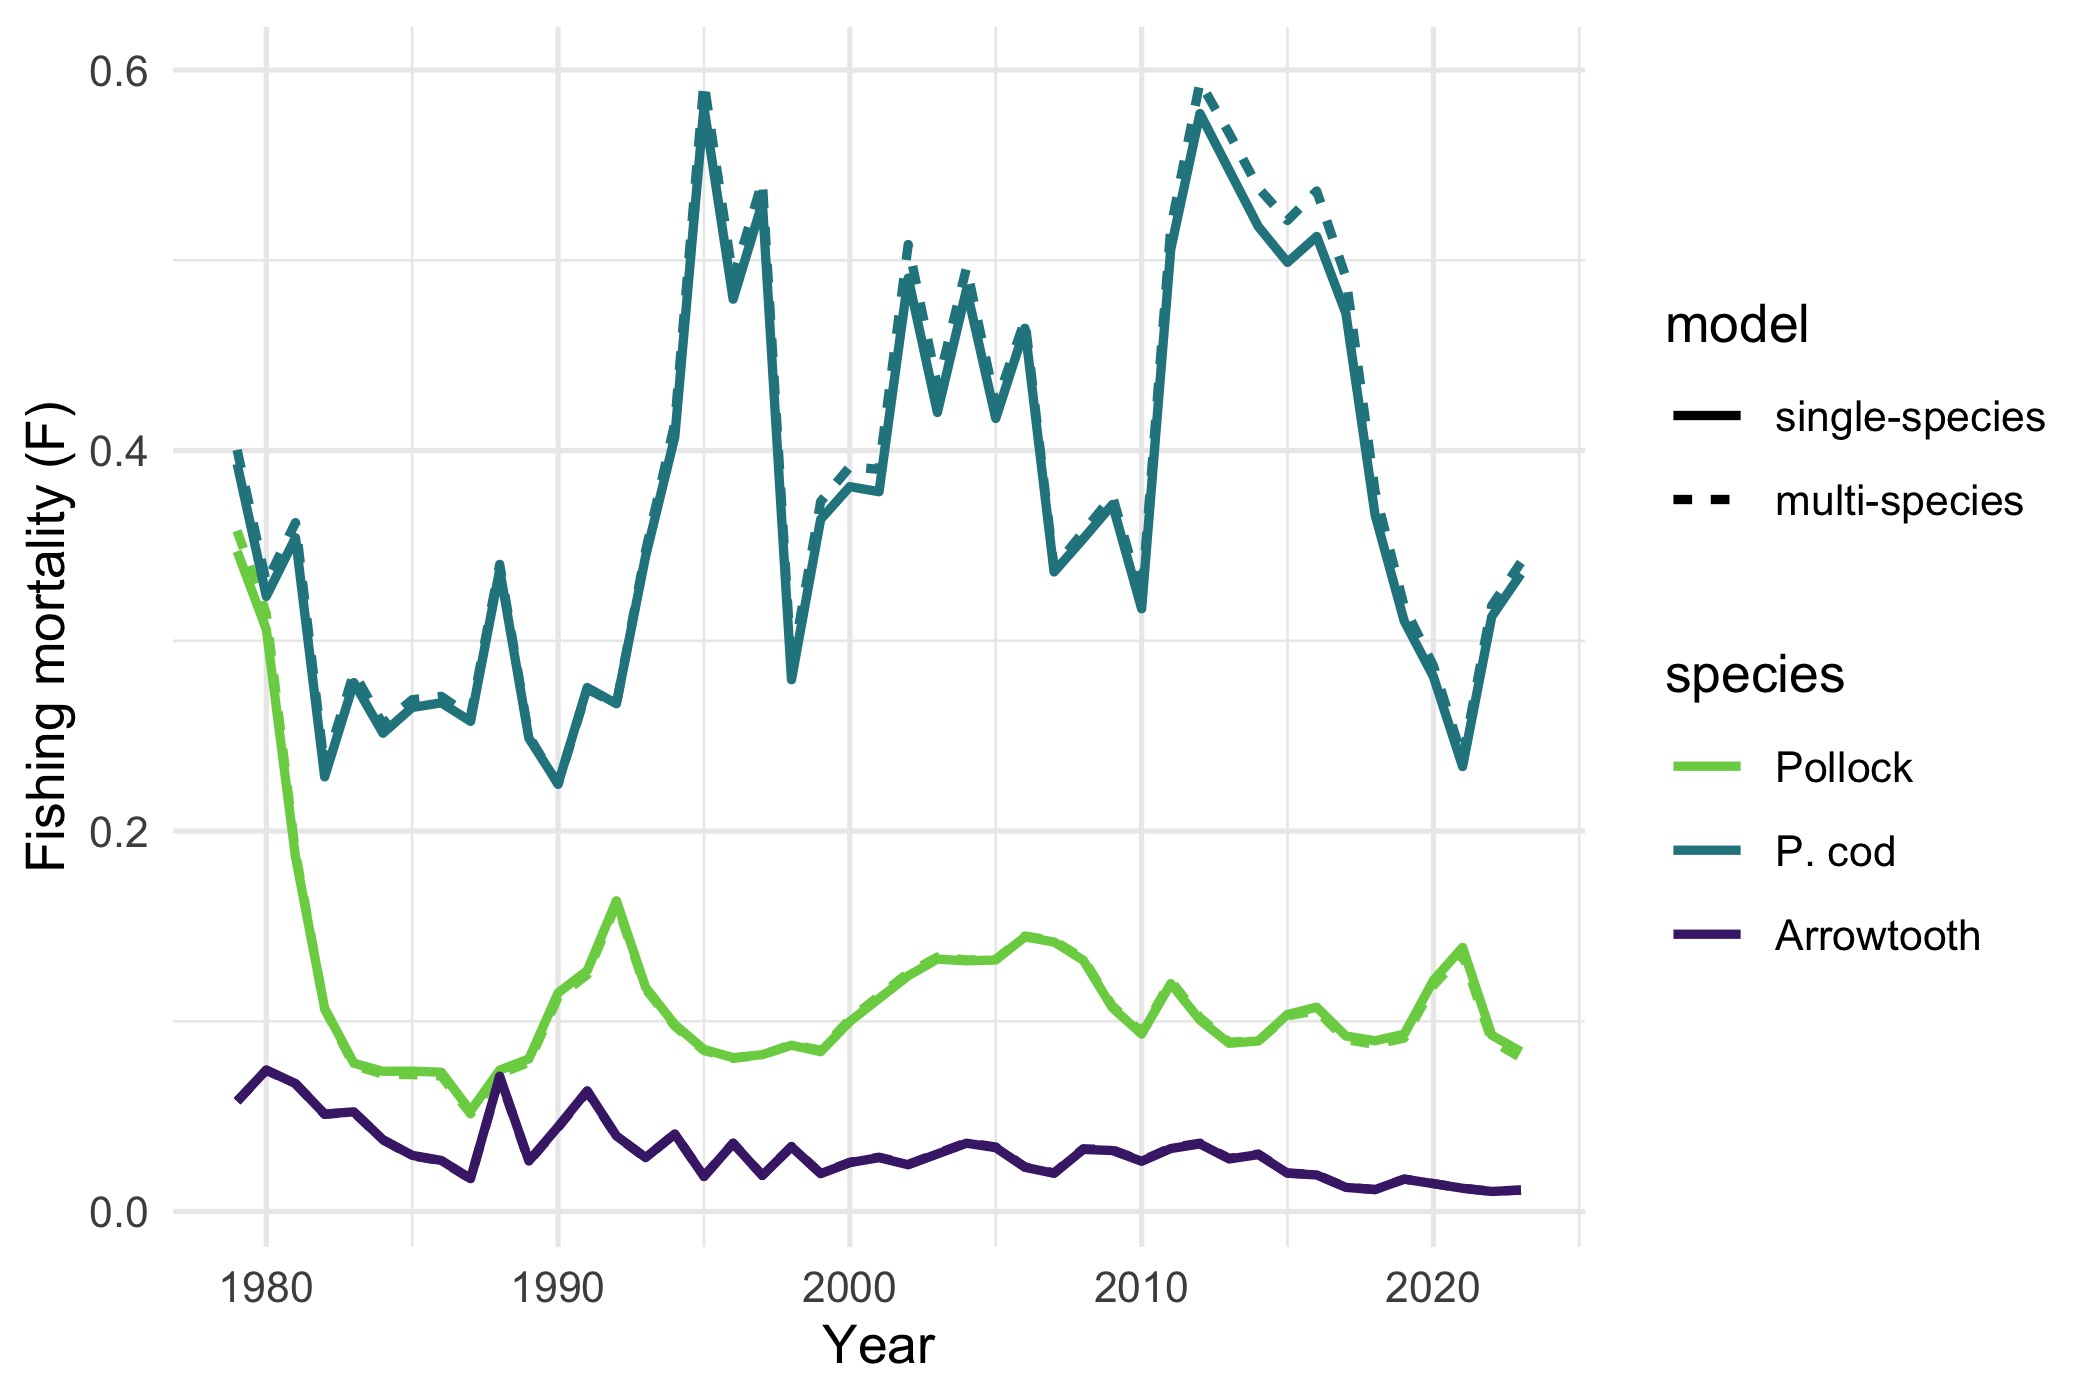 Fishing mortality (F)
0.6
0.4
0.2
0.0
1980 1990 2000 2010 2020
Year
model
single-species
multi-species
species
Pollock
P. cod
Arrowtooth